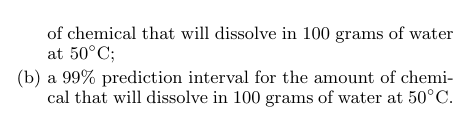 of chemical that will dissolve in 100 grams of water
at 50°C;
(b) a 99% prediction interval for the amount of chemi-
cal that will dissolve in 100 grams of water at 50°C.